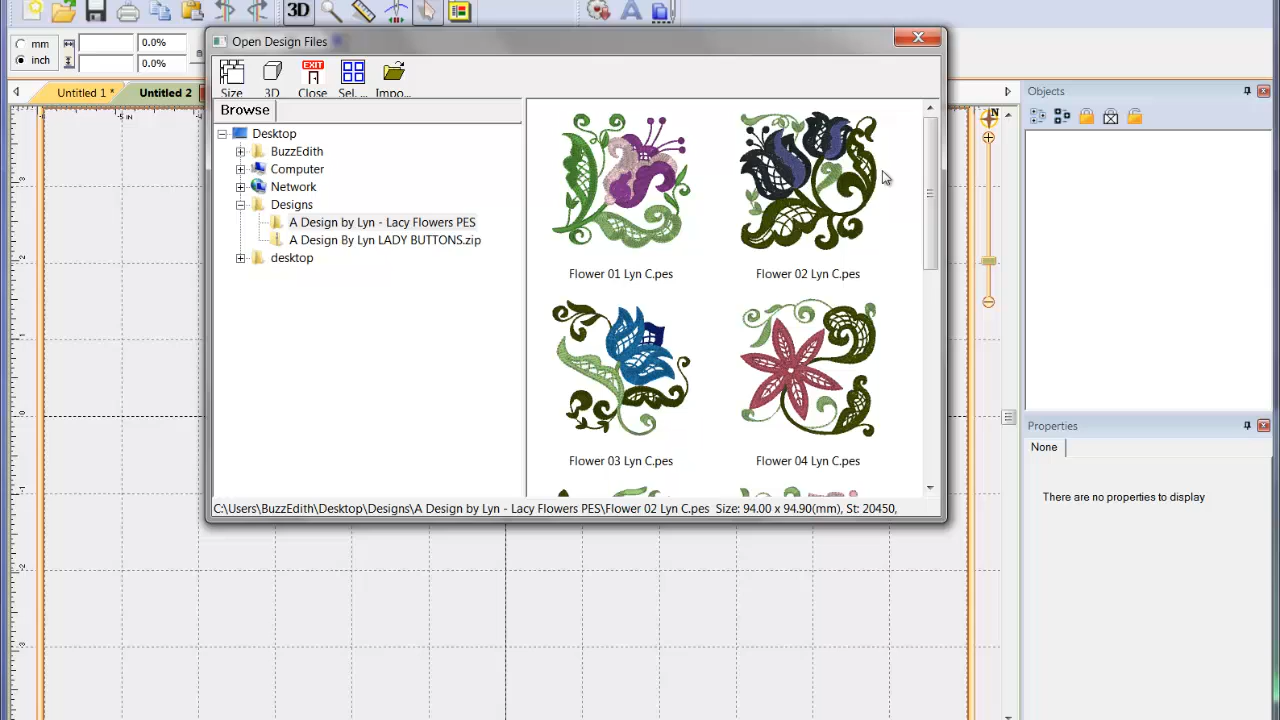 3D
mm
0.0%
inch
0.0%
Untitled 1 *
Untitled 2
IN
N
Open Design Files
Size
3D
EXIT
Close
Sel. ...
Impo...
Browse
Desktop
BuzzEdith
Computer
Network
Designs
A Design by Lyn - Lacy Flowers PES
A Design By Lyn LADY BUTTONS.zip
desktop
Flower 01 Lyn C.pes
Flower 02 Lyn C.pes
Flower 03 Lyn C.pes
Flower 04 Lyn C.pes
C:\Users\BuzzEdith\Desktop\Designs\A Design by Lyn - Lacy Flowers PES\Flower 02 Lyn C.pes Size: 94.00 x 94.90(mm), St: 20450,
Objects
Properties
None
There are no properties to display